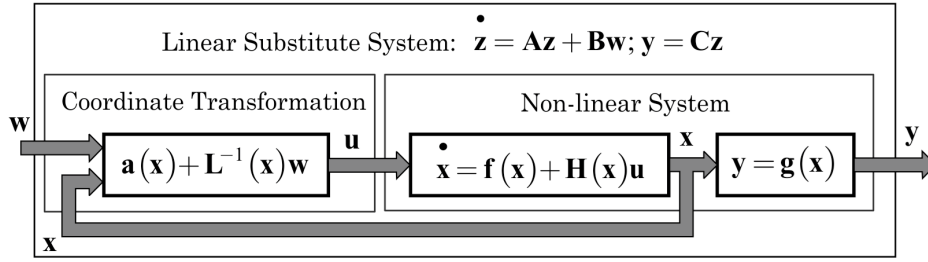 Linear Substitute System: ż = Az + Bw; y = Cz
Coordinate Transformation
Non-linear System
w
u
x
y
a(x)+L⁻¹(x)w
ẋ = f(x)+H(x)u
y = g(x)
x